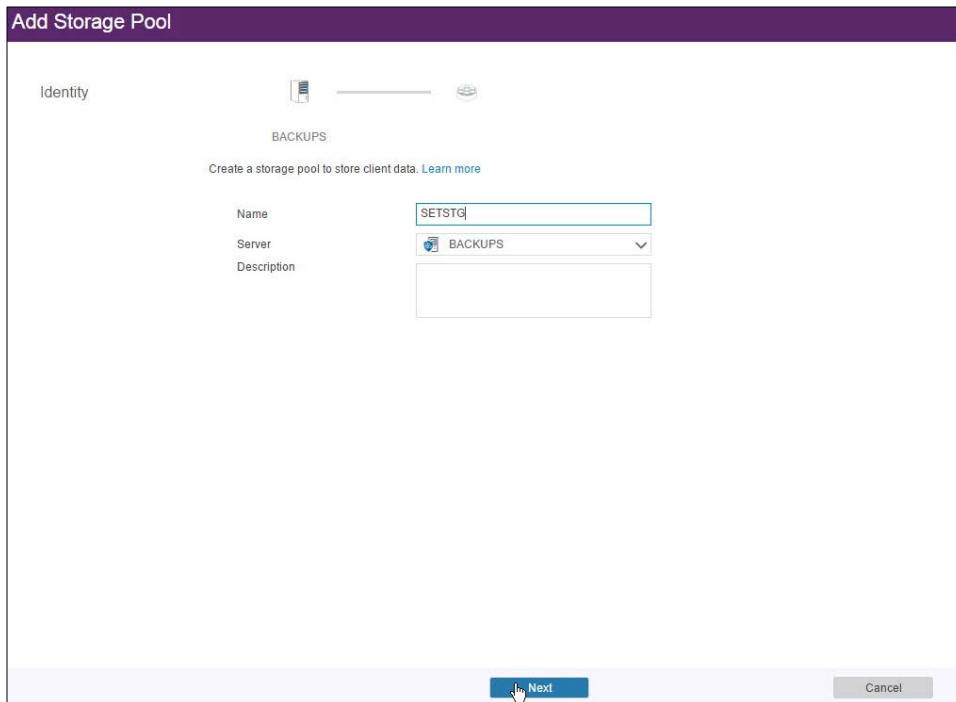 Add Storage Pool
Identity
BACKUPS
Create a storage pool to store client data. Learn more
Name SETSTG
Server BACKUPS
Description
Next Cancel